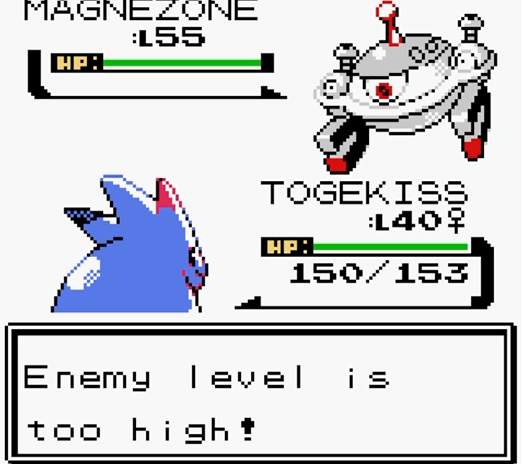 MAGNEZONE
:L55
HP:
TOGEKISS
:L40♀
HP:
150/153
Enemy level is
too high!